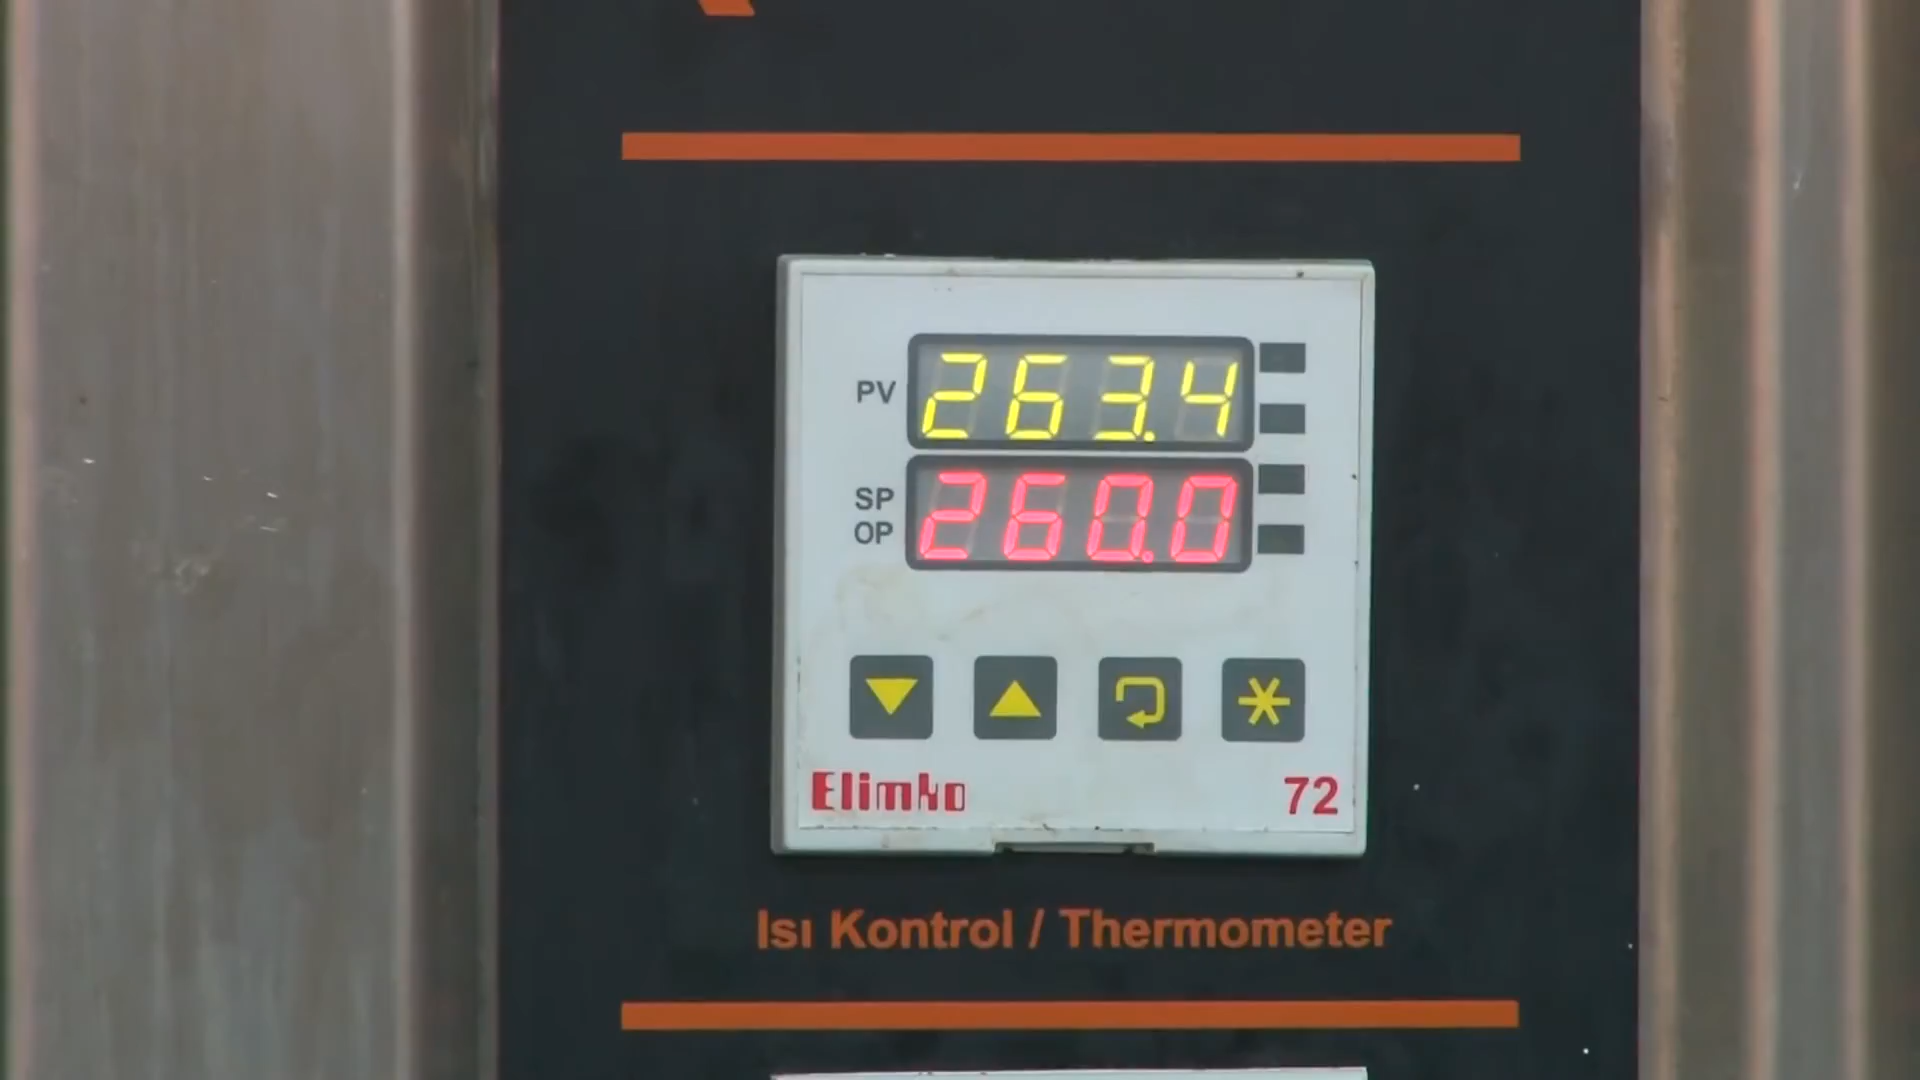 PV 263.4
SP
OP 260.0
Elimko 72
Isı Kontrol / Thermometer